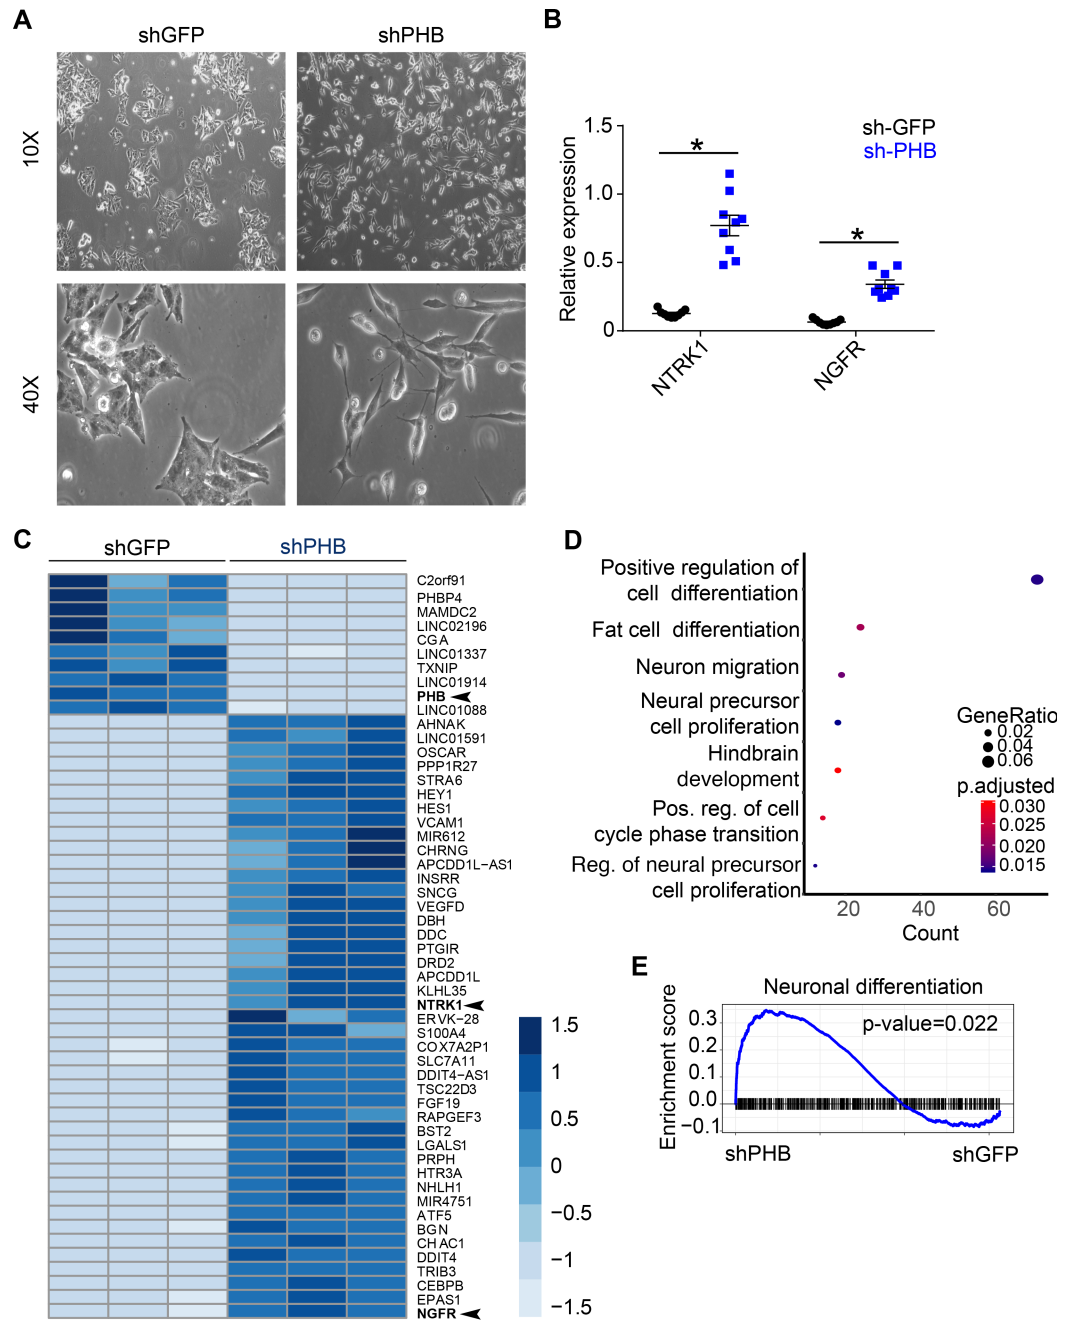 A
shGFP
shPHB
10X
40X
B
sh-GFP
sh-PHB
Relative expression
1.5
1.0
0.5
0
*
*
NTRK1
NGFR
C
shGFP
shPHB
C2orf91
PHBP4
MAMDC2
LINC02196
CGA
LINC01337
TXNIP
LINC01914
PHB
LINC01088
AHNAK
LINC01591
OSCAR
PPP1R27
STRA6
HEY1
HES1
VCAM1
MIR612
CHRNG
APCDD1L−AS1
INSRR
SNCG
VEGFD
DBH
DDC
PTGIR
DRD2
APCDD1L
KLHL35
NTRK1
ERVK−28
S100A4
COX7A2P1
SLC7A11
DDIT4−AS1
TSC22D3
FGF19
RAPGEF3
BST2
LGALS1
PRPH
HTR3A
NHLH1
MIR4751
ATF5
BGN
CHAC1
DDIT4
TRIB3
CEBPB
EPAS1
NGFR
1.5
1
0.5
0
−0.5
−1
−1.5
D
Positive regulation of
cell differentiation
Fat cell differentiation
Neuron migration
Neural precursor
cell proliferation
Hindbrain
development
Pos. reg. of cell
cycle phase transition
Reg. of neural precursor
cell proliferation
GeneRatio
0.02
0.04
0.06
p.adjusted
0.030
0.025
0.020
0.015
20 40 60
Count
E
Neuronal differentiation
p-value=0.022
Enrichment score
0.3
0.2
0.1
0.0
−0.1
shPHB
shGFP